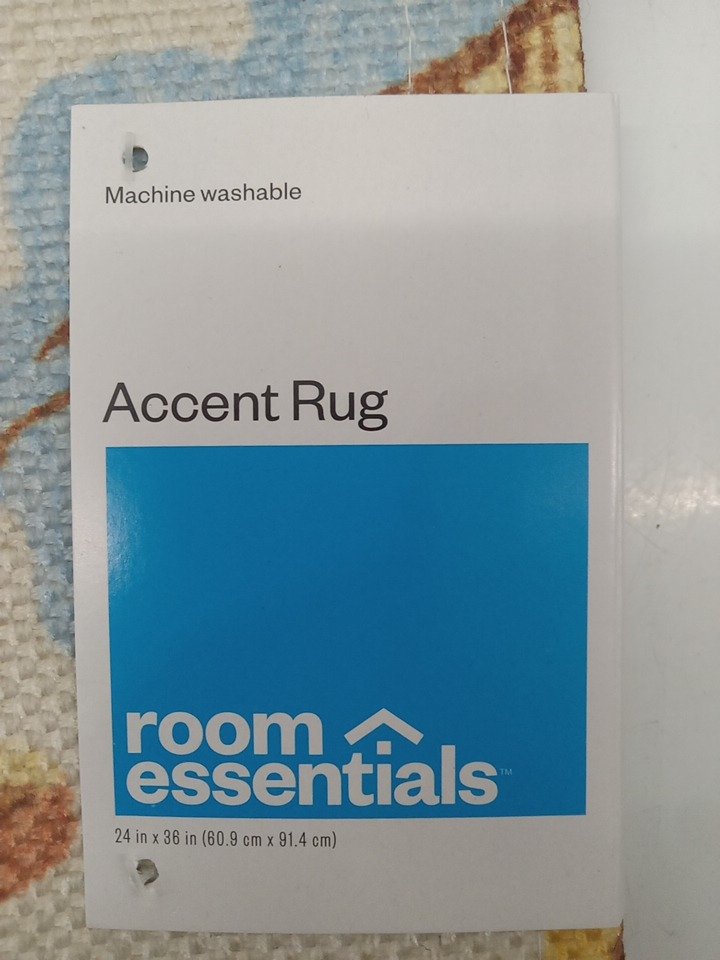 Machine washable
Accent Rug
room
essentials™
24 in x 36 in (60.9 cm x 91.4 cm)